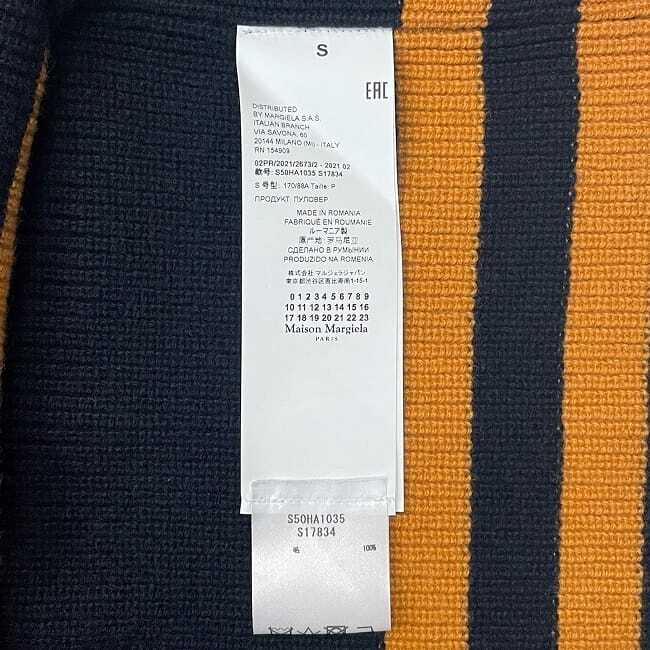 S
EAC
DISTRIBUTED
BY MARGIELA S.A.S.
ITALIAN BRANCH
VIA SAVONA, 60
20144 MILANO (MI) - ITALY
RN 154909
02PR/2021/2673/2 - 2021 02
款号: S50HA1035 S17834
S 号型: 170/88A Taille: P
ПРОДУКТ: ПУЛОВЕР
MADE IN ROMANIA
FABRIQUÉ EN ROUMANIE
ルーマニア製
原产地: 罗马尼亚
СДЕЛАНО В РУМЫНИИ
PRODUZIDO NA ROMENIA
株式会社 マルジェラジャパン
東京都渋谷区恵比寿南1-15-1
0 1 2 3 4 5 6 7 8 9
10 11 12 13 14 15 16
17 18 19 20 21 22 23
Maison Margiela
PARIS
S50HA1035
S17834
毛 100%